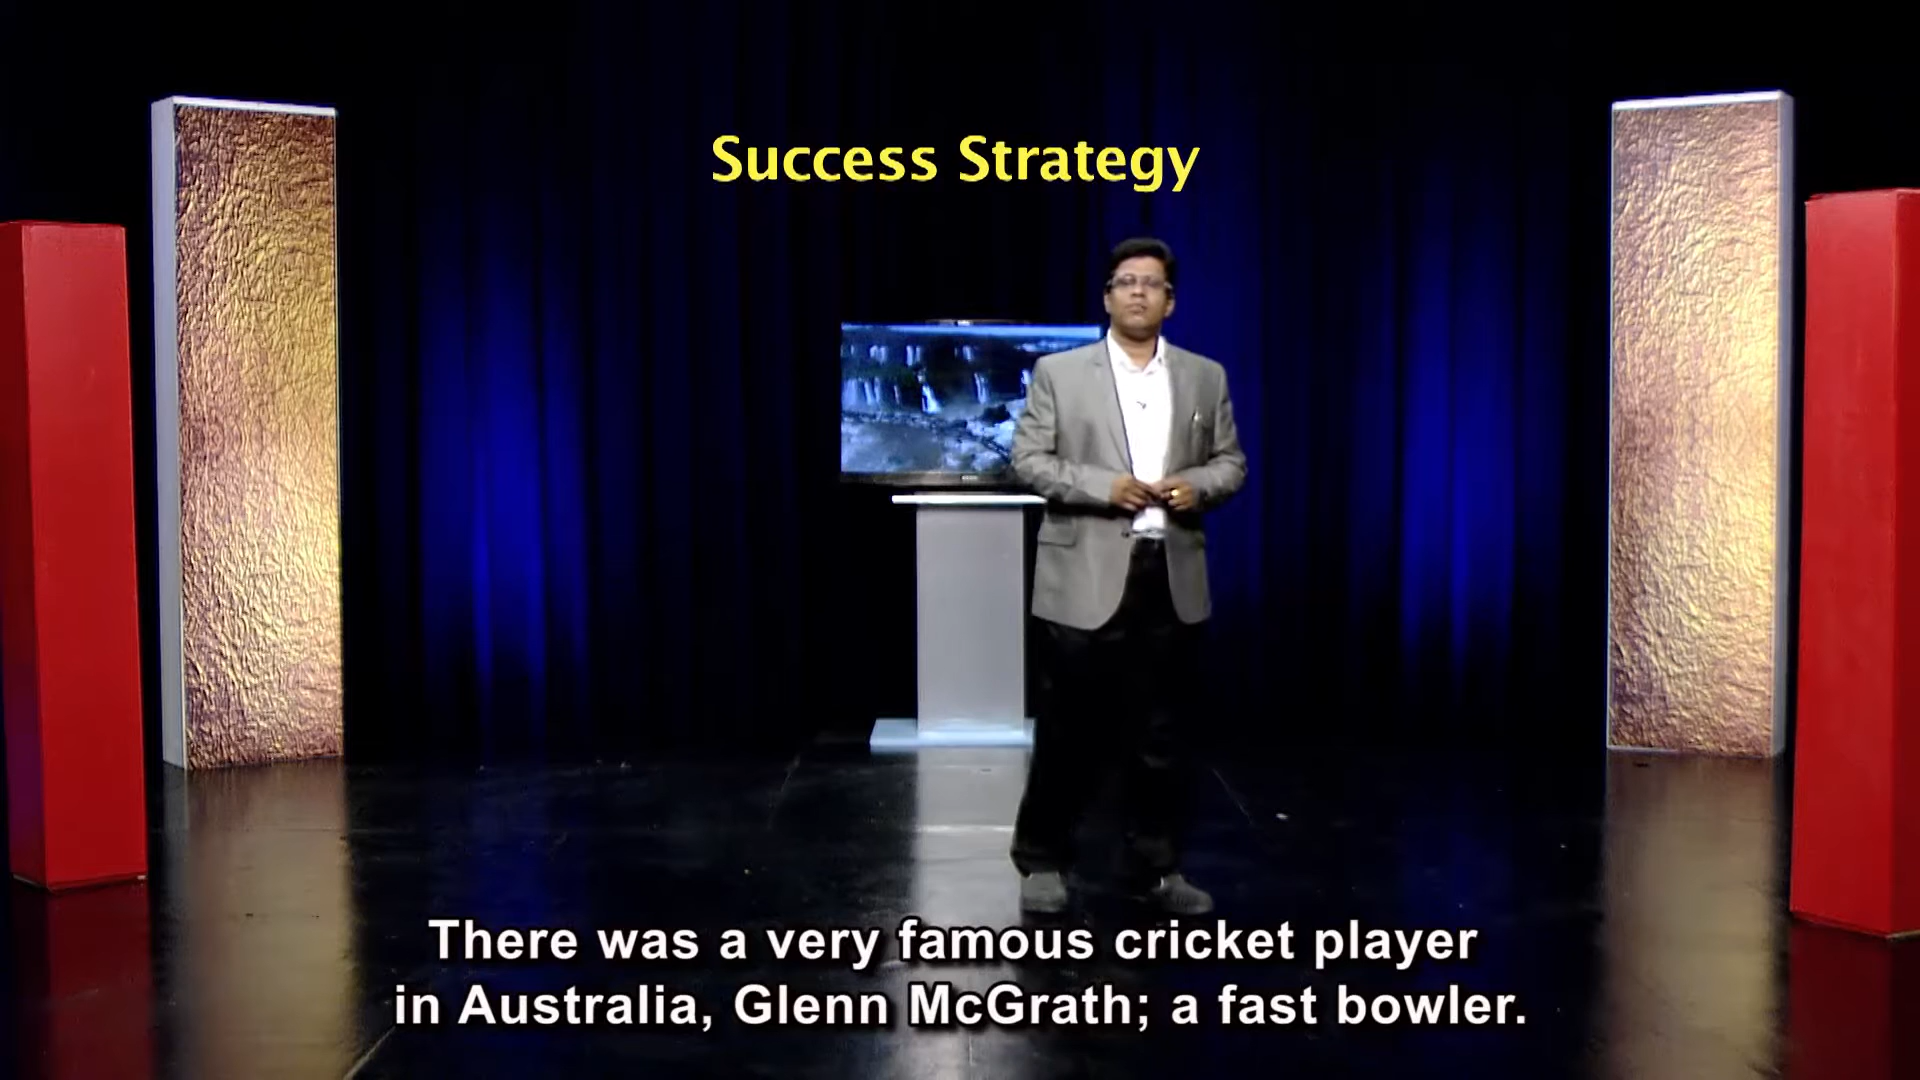 Success Strategy
There was a very famous cricket player
in Australia, Glenn McGrath; a fast bowler.